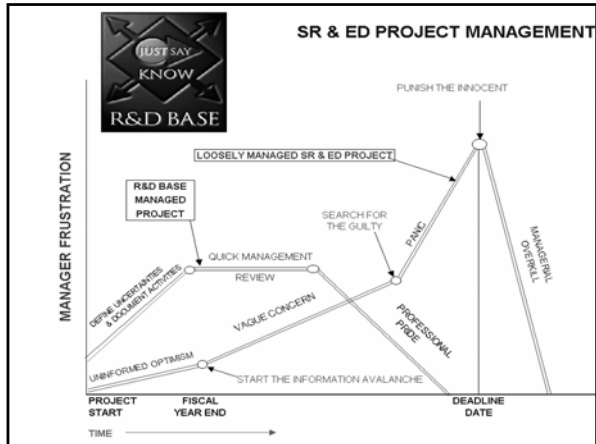 SR & ED PROJECT MANAGEMENT
JUST SAY
KNOW
R&D BASE
PUNISH THE INNOCENT
LOOSELY MANAGED SR & ED PROJECT
R&D BASE
MANAGED
PROJECT
SEARCH FOR
THE GUILTY
PANIC
MANAGERIAL
OVERKILL
MANAGER FRUSTRATION
DEFINE UNCERTAINTIES
& DOCUMENT ACTIVITIES
QUICK MANAGEMENT
REVIEW
VAGUE CONCERN
PROFESSIONAL
PRIDE
UNINFORMED OPTIMISM
START THE INFORMATION AVALANCHE
PROJECT
START
FISCAL
YEAR END
DEADLINE
DATE
TIME